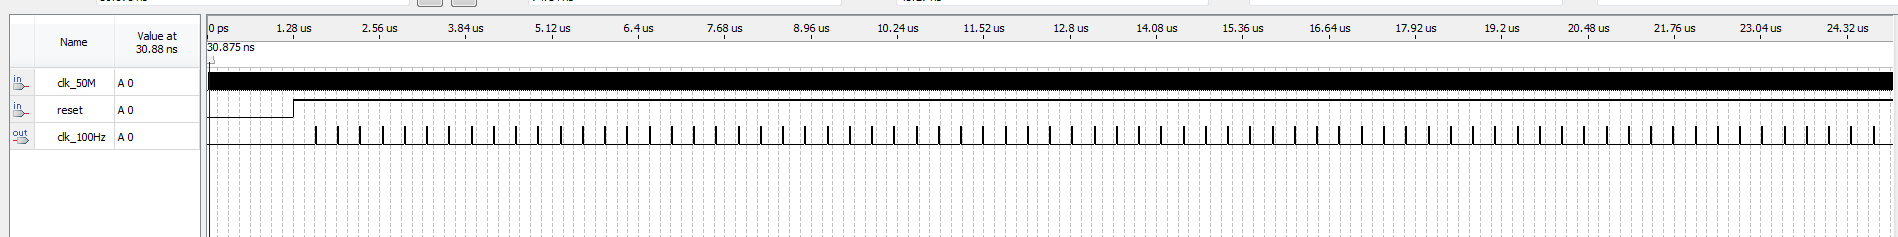 0 ps 1.28 us 2.56 us 3.84 us 5.12 us 6.4 us 7.68 us 8.96 us 10.24 us 11.52 us 12.8 us 14.08 us 15.36 us 16.64 us 17.92 us 19.2 us 20.48 us 21.76 us 23.04 us 24.32 us
Name
Value at
30.88 ns
30.875 ns
in clk_50M A 0
in reset A 0
out clk_100Hz A 0